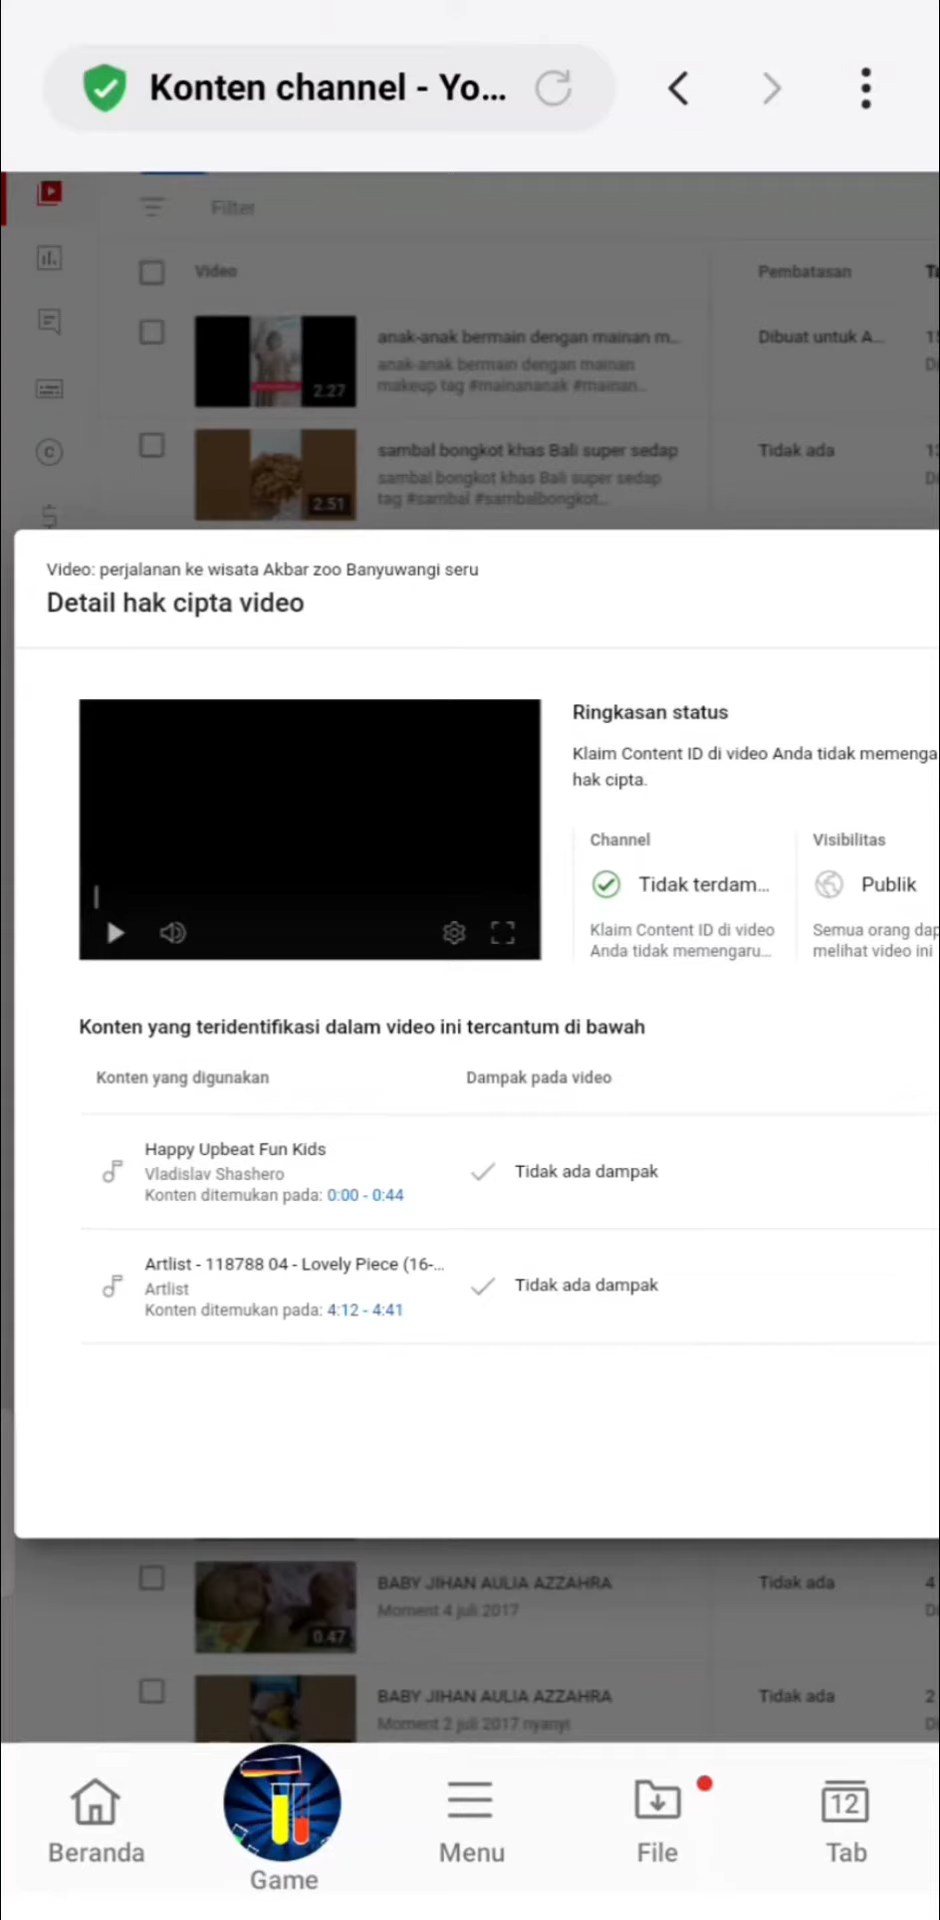 Konten channel - Yo...
Filter
Video
Pembatasan
anak-anak bermain dengan mainan m...
anak-anak bermain dengan mainan
makeup tag #mainananak #mainan...
2.27
Dibuat untuk A...
sambal bongkot khas Bali super sedap
sambal bongkot khas Bali super sedap
tag #sambal #sambalbongkot...
2.51
Tidak ada
Video: perjalanan ke wisata Akbar zoo Banyuwangi seru
Detail hak cipta video
Ringkasan status
Klaim Content ID di video Anda tidak memenga
hak cipta.
Channel
Tidak terdam...
Klaim Content ID di video
Anda tidak memengaru...
Visibilitas
Publik
Semua orang dap
melihat video ini
Konten yang teridentifikasi dalam video ini tercantum di bawah
Konten yang digunakan
Dampak pada video
Happy Upbeat Fun Kids
Vladislav Shashero
Konten ditemukan pada: 0:00 - 0:44
Tidak ada dampak
Artlist - 118788 04 - Lovely Piece (16-...
Artlist
Konten ditemukan pada: 4:12 - 4:41
Tidak ada dampak
BABY JIHAN AULIA AZZAHRA
Moment 4 juli 2017
0.47
Tidak ada
4
BABY JIHAN AULIA AZZAHRA
Moment 2 juli 2017 nyanyi
Tidak ada
2
Beranda
Game
Menu
File
12
Tab